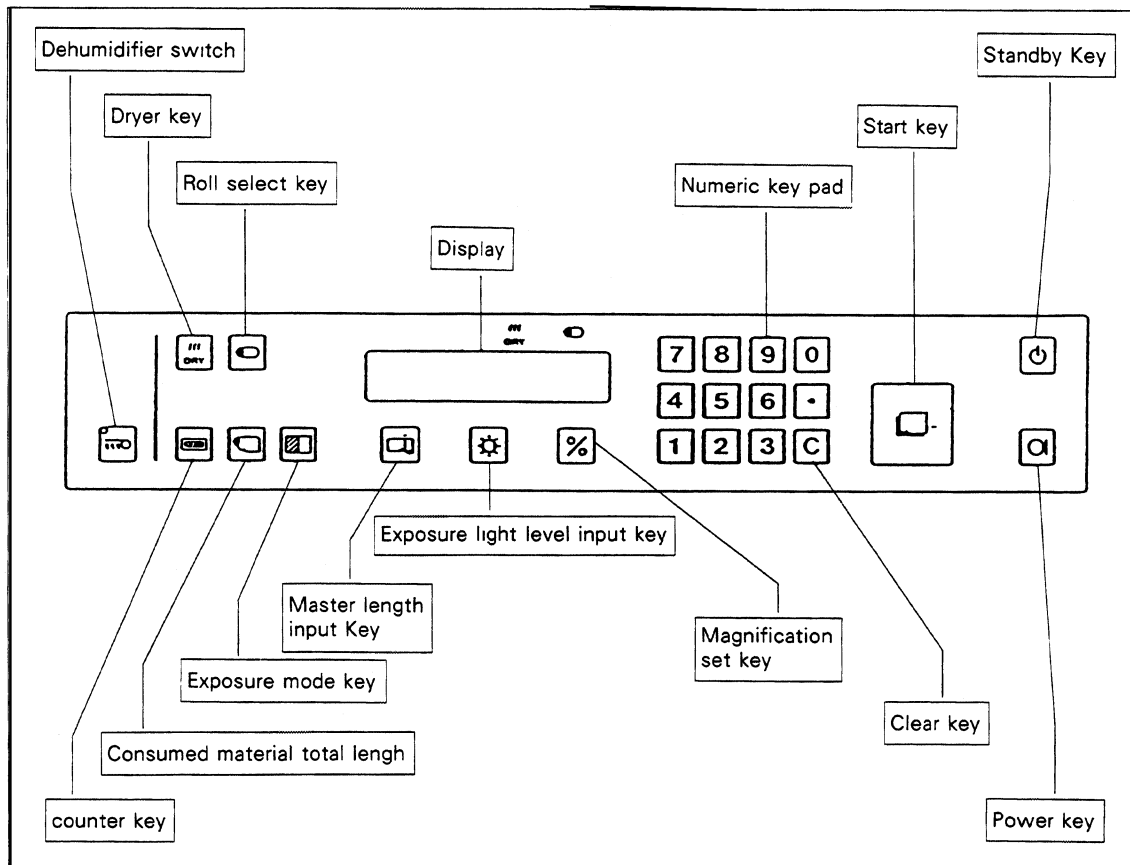 Dehumidifier switch
Standby Key
Dryer key
Start key
Roll select key
Numeric key pad
Display
DRY
DRY
7 8 9 0
4 5 6 .
1 2 3 C
%
Exposure light level input key
Master length
input Key
Magnification
set key
Exposure mode key
Clear key
Consumed material total lengh
counter key
Power key